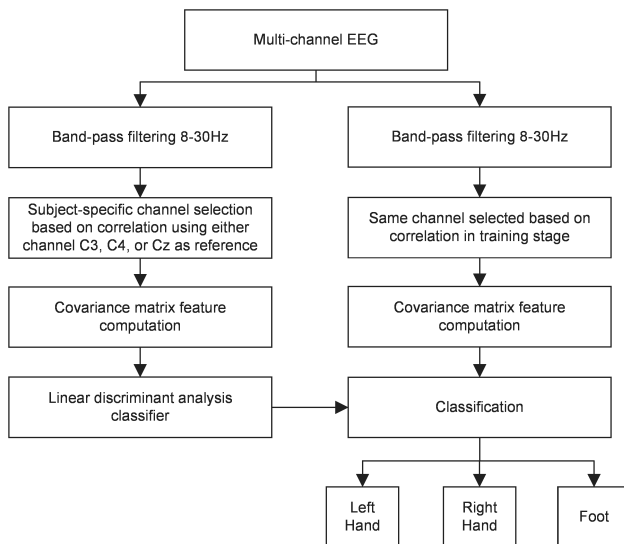 Multi-channel EEG
Band-pass filtering 8-30Hz
Band-pass filtering 8-30Hz
Subject-specific channel selection
based on correlation using either
channel C3, C4, or Cz as reference
Same channel selected based on
correlation in training stage
Covariance matrix feature
computation
Covariance matrix feature
computation
Linear discriminant analysis
classifier
Classification
Left
Hand
Right
Hand
Foot